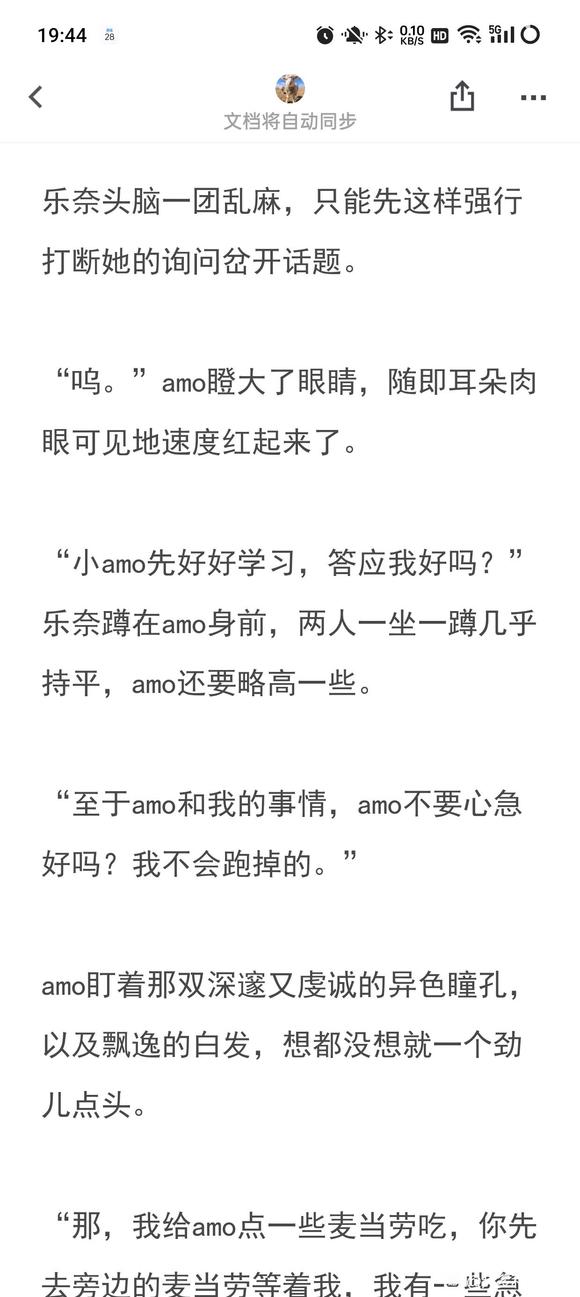 19:44
28
0.10
KB/S
HD
5G
文档将自动同步
乐奈头脑一团乱麻，只能先这样强行
打断她的询问岔开话题。
“呜。”amo瞪大了眼睛，随即耳朵肉
眼可见地速度红起来了。
“小amo先好好学习，答应我好吗？”
乐奈蹲在amo身前，两人一坐一蹲几乎
持平，amo还要略高一些。
“至于amo和我的事情，amo不要心急
好吗？我不会跑掉的。”
amo盯着那双深邃又虔诚的异色瞳孔，
以及飘逸的白发，想都没想就一个劲
儿点头。
“那，我给amo点一些麦当劳吃，你先
去旁边的麦当劳等着我，我有一些